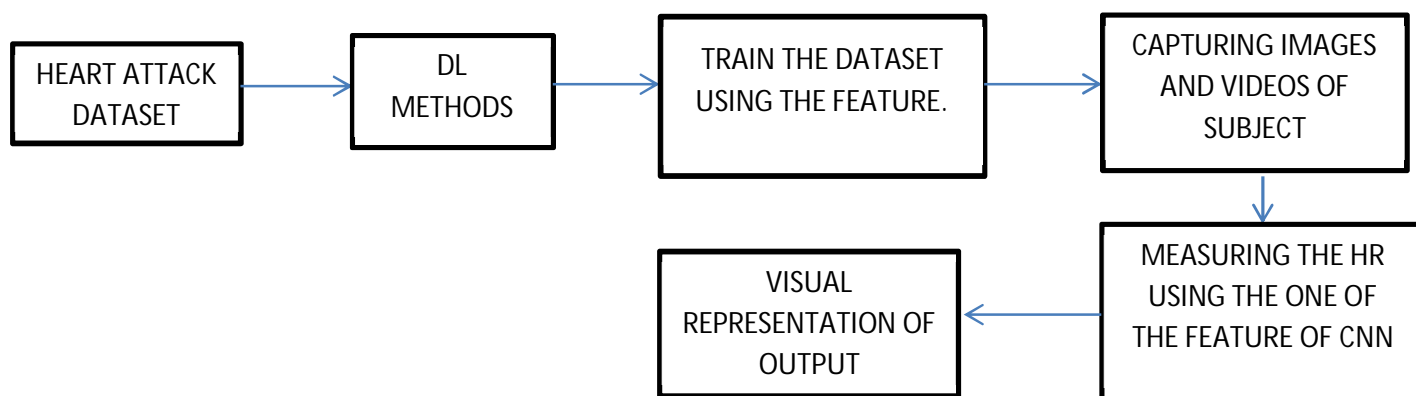 HEART ATTACK
DATASET
DL
METHODS
TRAIN THE DATASET
USING THE FEATURE.
CAPTURING IMAGES
AND VIDEOS OF
SUBJECT
MEASURING THE HR
USING THE ONE OF
THE FEATURE OF CNN
VISUAL
REPRESENTATION OF
OUTPUT